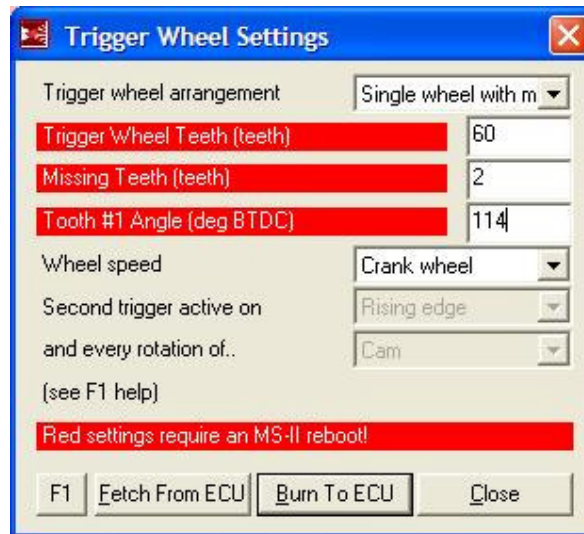 Trigger Wheel Settings
Trigger wheel arrangement Single wheel with m
Trigger Wheel Teeth (teeth) 60
Missing Teeth (teeth) 2
Tooth #1 Angle (deg BTDC) 114
Wheel speed Crank wheel
Second trigger active on Rising edge
and every rotation of.. Cam
(see F1 help)
Red settings require an MS-II reboot!
F1 Fetch From ECU Burn To ECU Close